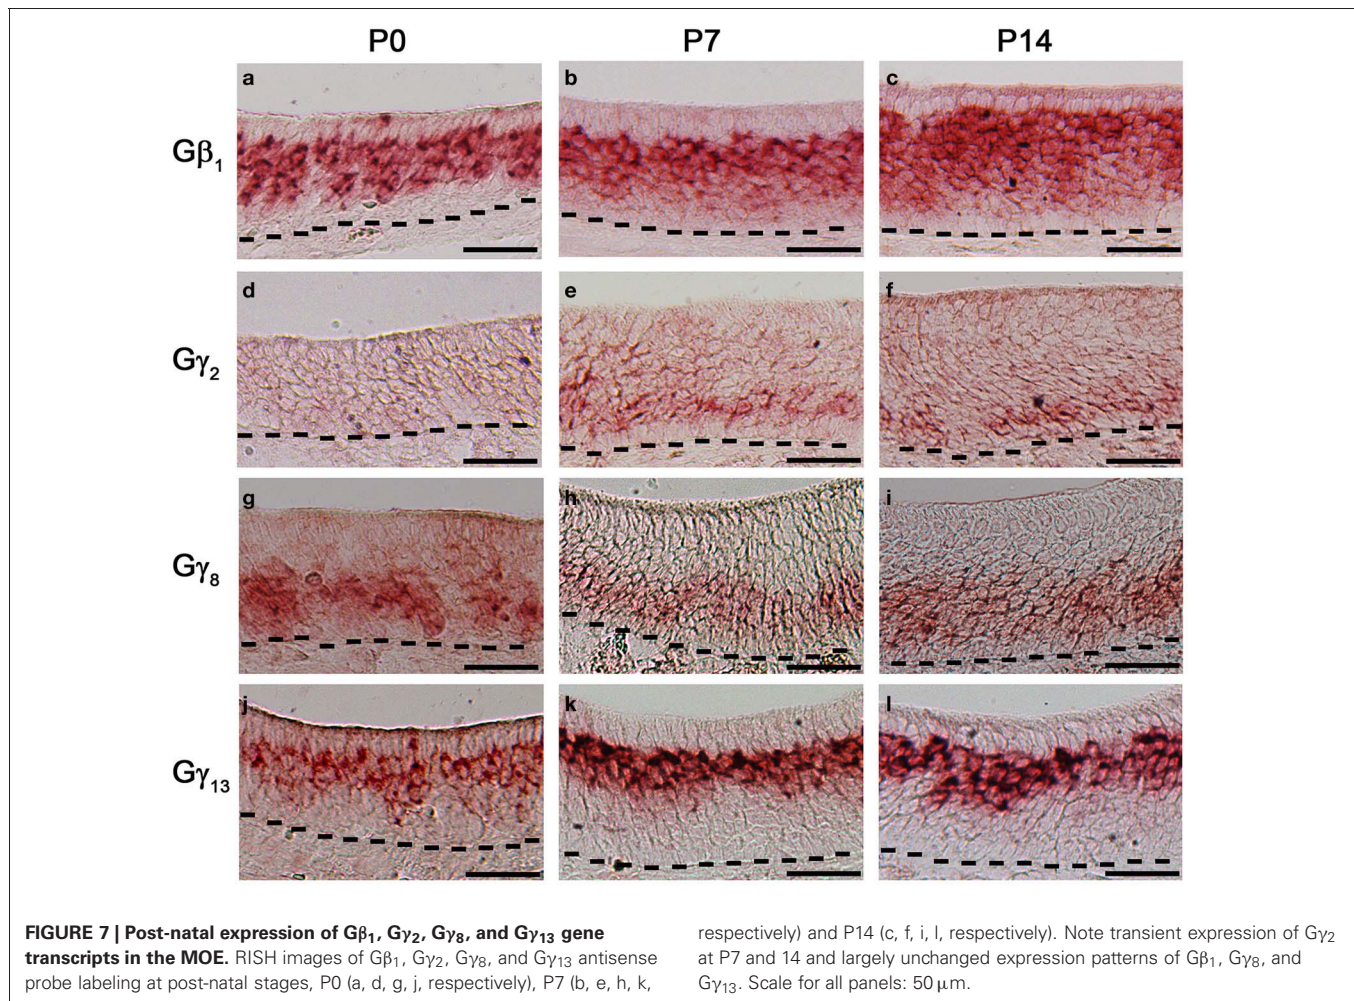 P0 P7 P14
a b c
Gβ₁
d e f
Gγ₂
g h i
Gγ₈
j k l
Gγ₁₃
FIGURE 7 | Post-natal expression of Gβ₁, Gγ₂, Gγ₈, and Gγ₁₃ gene
transcripts in the MOE. RISH images of Gβ₁, Gγ₂, Gγ₈, and Gγ₁₃ antisense
probe labeling at post-natal stages, P0 (a, d, g, j, respectively), P7 (b, e, h, k,
respectively) and P14 (c, f, i, l, respectively). Note transient expression of Gγ₂
at P7 and 14 and largely unchanged expression patterns of Gβ₁, Gγ₈, and
Gγ₁₃. Scale for all panels: 50 μm.